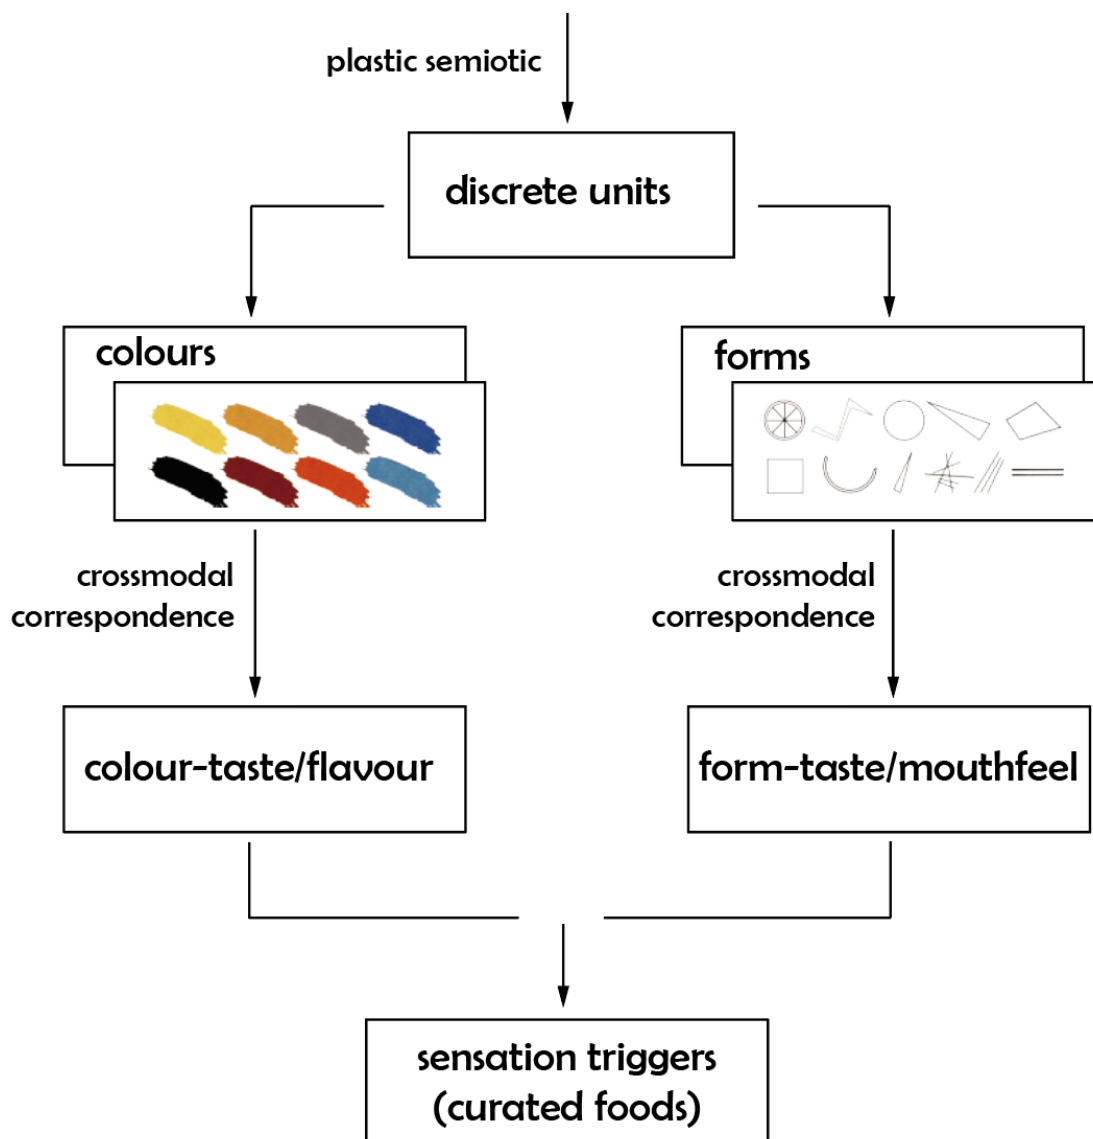 plastic semiotic
discrete units
colours
forms
crossmodal
correspondence
crossmodal
correspondence
colour-taste/flavour
form-taste/mouthfeel
sensation triggers
(curated foods)